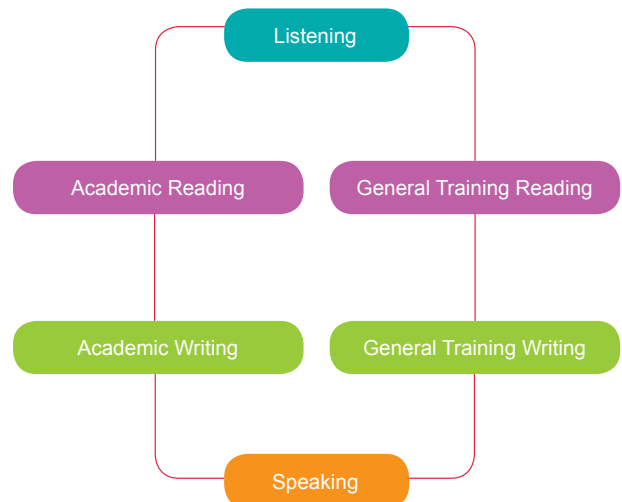 Listening
Academic Reading
General Training Reading
Academic Writing
General Training Writing
Speaking